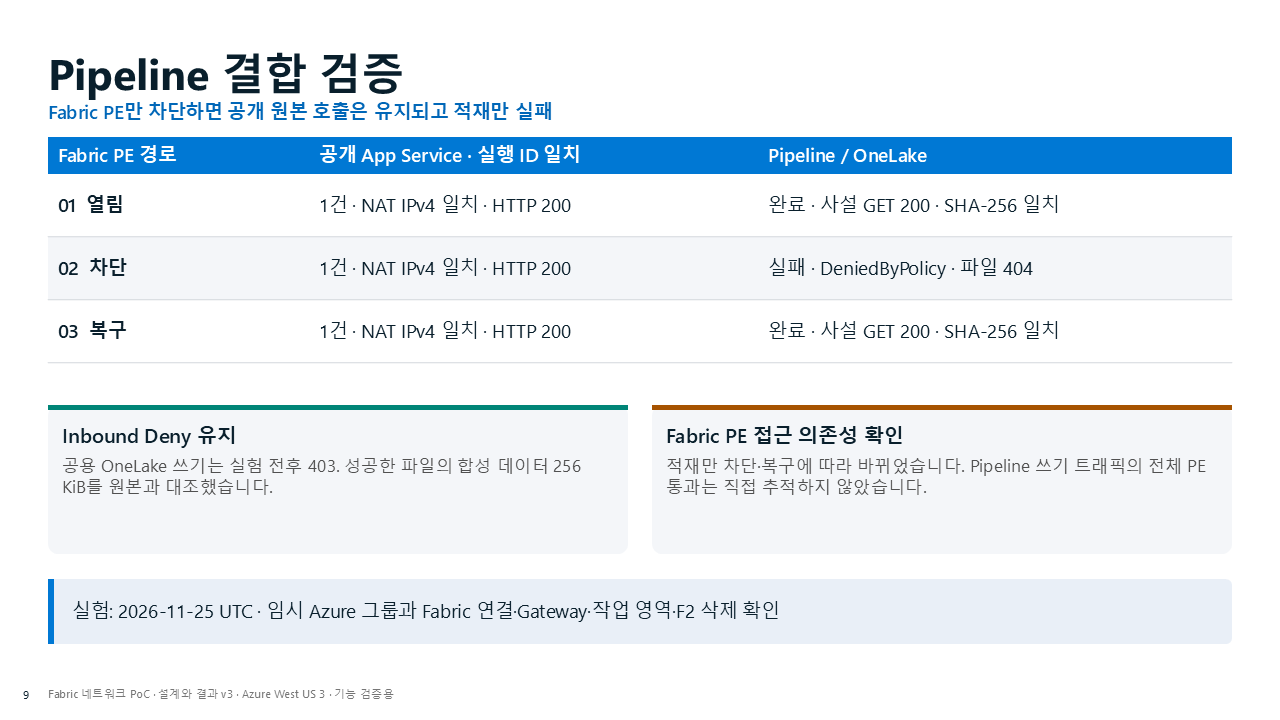 Pipeline 결합 검증
Fabric PE만 차단하면 공개 원본 호출은 유지되고 적재만 실패
Fabric PE 경로 공개 App Service · 실행 ID 일치 Pipeline / OneLake
01 열림 1건 · NAT IPv4 일치 · HTTP 200 완료 · 사설 GET 200 · SHA-256 일치
02 차단 1건 · NAT IPv4 일치 · HTTP 200 실패 · DeniedByPolicy · 파일 404
03 복구 1건 · NAT IPv4 일치 · HTTP 200 완료 · 사설 GET 200 · SHA-256 일치
Inbound Deny 유지
공용 OneLake 쓰기는 실험 전후 403. 성공한 파일의 합성 데이터 256
KiB를 원본과 대조했습니다.
Fabric PE 접근 의존성 확인
적재만 차단·복구에 따라 바뀌었습니다. Pipeline 쓰기 트래픽의 전체 PE
통과는 직접 추적하지 않았습니다.
실험: 2026-11-25 UTC · 임시 Azure 그룹과 Fabric 연결·Gateway·작업 영역·F2 삭제 확인
9 Fabric 네트워크 PoC · 설계와 결과 v3 · Azure West US 3 · 기능 검증용